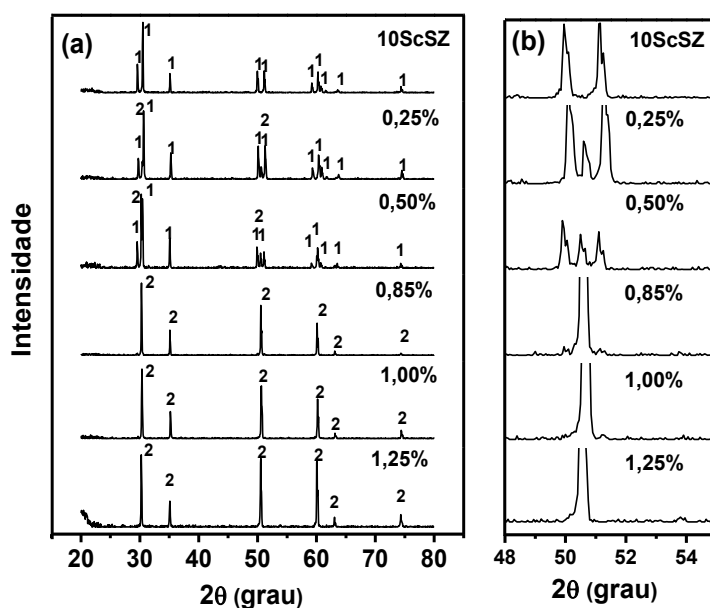 (a)
10ScSZ
1 1 1 1 1 1 1 1 1
0,25%
2 1 1 1 2 1 1 1 1 1 1 1
0,50%
2 1 1 1 2 1 1 1 1 1 1 1
0,85%
2 2 2 2 2 2
1,00%
2 2 2 2 2 2
1,25%
2 2 2 2 2 2
20 30 40 50 60 70 80
2θ (grau)
Intensidade
(b)
10ScSZ
0,25%
0,50%
0,85%
1,00%
1,25%
48 50 52 54
2θ (grau)